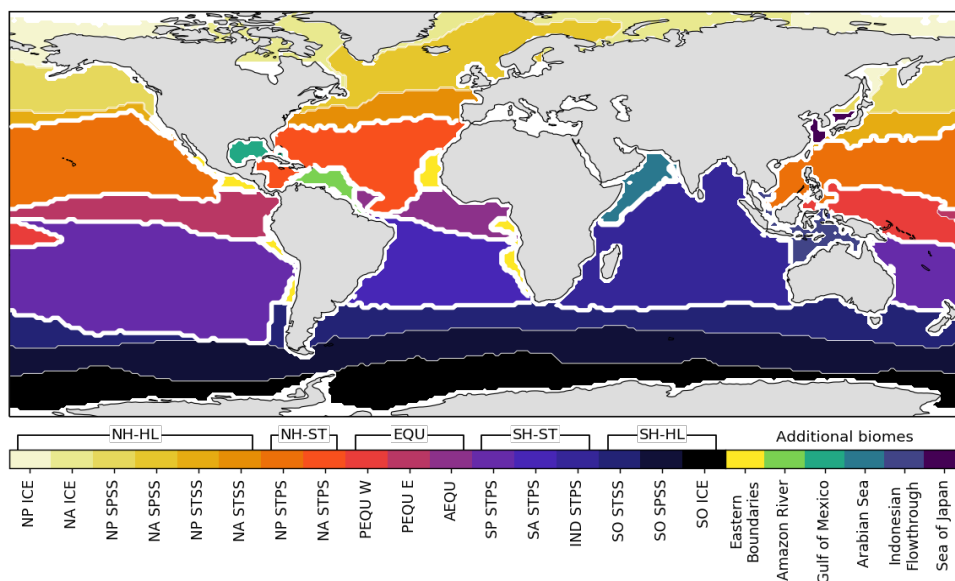 NH-HL NH-ST EQU SH-ST SH-HL Additional biomes
NP ICE
NA ICE
NP SPSS
NA SPSS
NP STSS
NA STSS
NP STPS
NA STPS
PEQU W
PEQU E
AEQU
SP STPS
SA STPS
IND STPS
SO STSS
SO SPSS
SO ICE
Eastern
Boundaries
Amazon River
Gulf of Mexico
Arabian Sea
Indonesian
Flowthrough
Sea of Japan